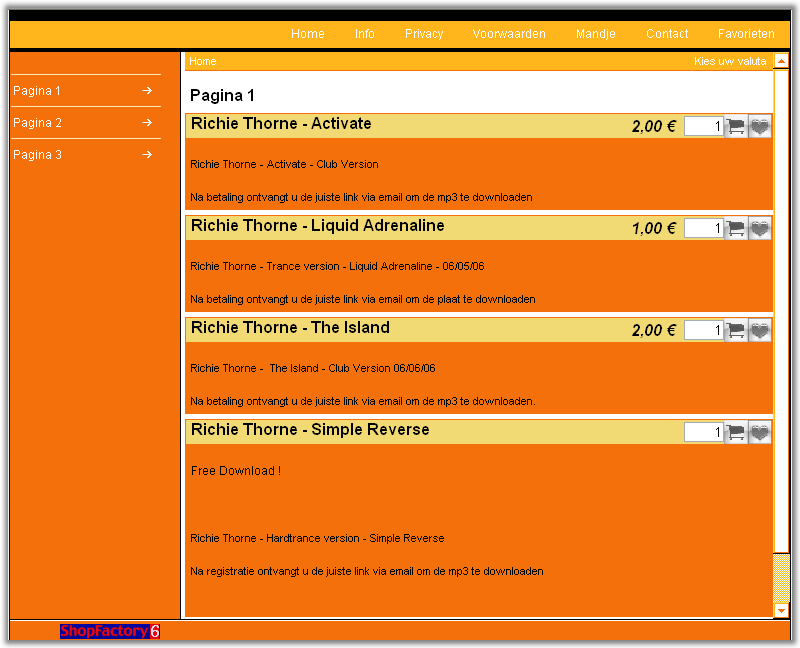 Home Info Privacy Voorwaarden Mandje Contact Favorieten
Home Kies uw valuta
Pagina 1
Pagina 2
Pagina 3
Pagina 1
Richie Thorne - Activate 2,00 € 1
Richie Thorne - Activate - Club Version
Na betaling ontvangt u de juiste link via email om de mp3 te downloaden
Richie Thorne - Liquid Adrenaline 1,00 € 1
Richie Thorne - Trance version - Liquid Adrenaline - 06/05/06
Na betaling ontvangt u de juiste link via email om de plaat te downloaden
Richie Thorne - The Island 2,00 € 1
Richie Thorne - The Island - Club Version 06/06/06
Na betaling ontvangt u de juiste link via email om de mp3 te downloaden.
Richie Thorne - Simple Reverse 1
Free Download !
Richie Thorne - Hardtrance version - Simple Reverse
Na registratie ontvangt u de juiste link via email om de mp3 te downloaden
ShopFactory 6